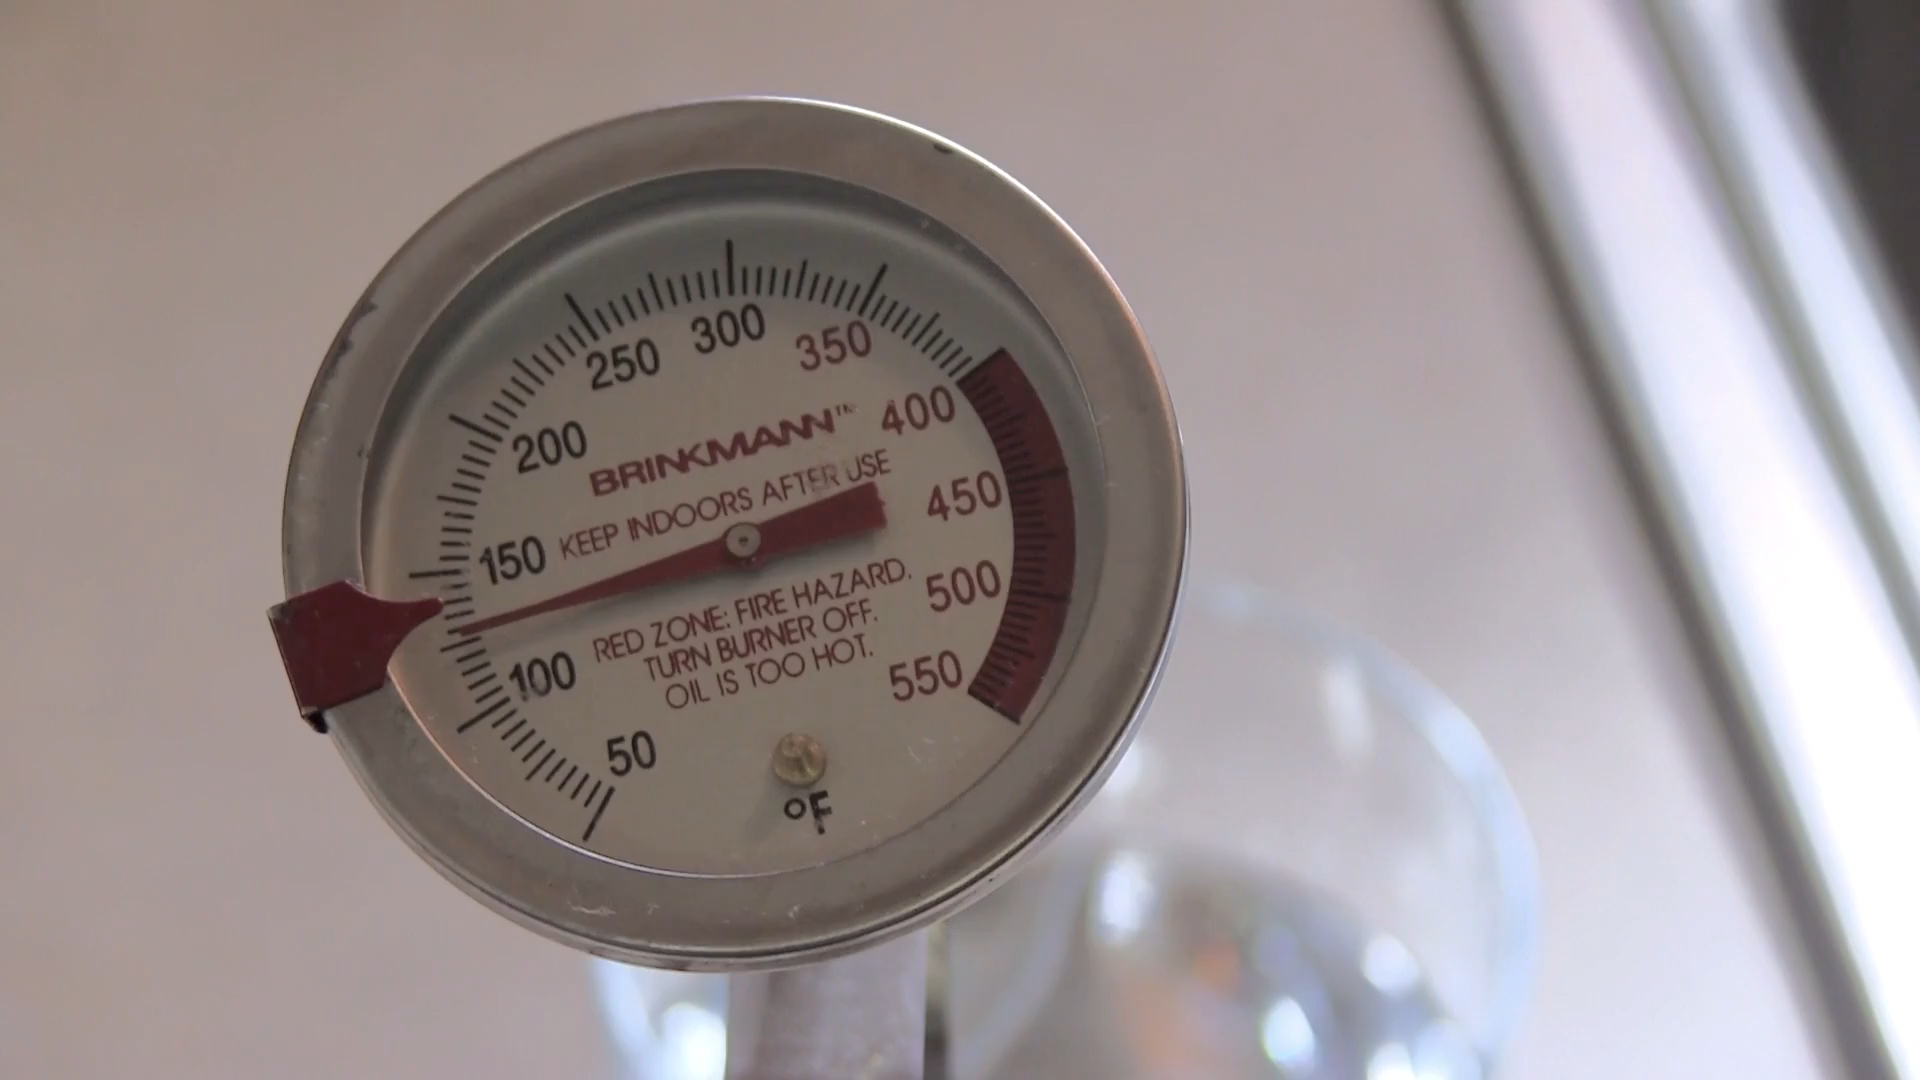 50
100
150
200
250
300
350
400
450
500
550
BRINKMANN™
KEEP INDOORS AFTER USE
RED ZONE: FIRE HAZARD.
TURN BURNER OFF.
OIL IS TOO HOT.
°F